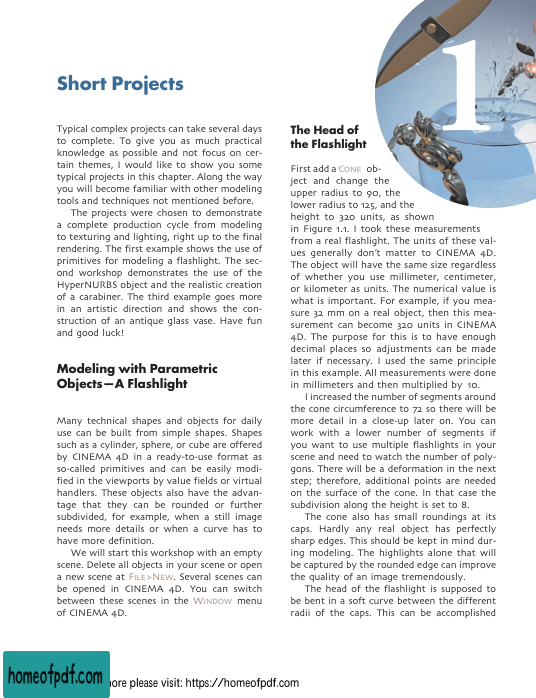 1
Short Projects
Typical complex projects can take several days
to complete. To give you as much practical
knowledge as possible and not focus on cer-
tain themes, I would like to show you some
typical projects in this chapter. Along the way
you will become familiar with other modeling
tools and techniques not mentioned before.
The projects were chosen to demonstrate
a complete production cycle from modeling
to texturing and lighting, right up to the final
rendering. The first example shows the use of
primitives for modeling a flashlight. The sec-
ond workshop demonstrates the use of the
HyperNURBS object and the realistic creation
of a carabiner. The third example goes more
in an artistic direction and shows the con-
struction of an antique glass vase. Have fun
and good luck!
Modeling with Parametric
Objects—A Flashlight
Many technical shapes and objects for daily
use can be built from simple shapes. Shapes
such as a cylinder, sphere, or cube are offered
by CINEMA 4D in a ready-to-use format as
so-called primitives and can be easily modi-
fied in the viewports by value fields or virtual
handlers. These objects also have the advan-
tage that they can be rounded or further
subdivided, for example, when a still image
needs more details or when a curve has to
have more definition.
We will start this workshop with an empty
scene. Delete all objects in your scene or open
a new scene at FILE>NEW. Several scenes can
be opened in CINEMA 4D. You can switch
between these scenes in the WINDOW menu
of CINEMA 4D.
The Head of
the Flashlight
First add a CONE ob-
ject and change the
upper radius to 90, the
lower radius to 125, and the
height to 320 units, as shown
in Figure 1.1. I took these measurements
from a real flashlight. The units of these val-
ues generally don't matter to CINEMA 4D.
The object will have the same size regardless
of whether you use millimeter, centimeter,
or kilometer as units. The numerical value is
what is important. For example, if you mea-
sure 32 mm on a real object, then this mea-
surement can become 320 units in CINEMA
4D. The purpose for this is to have enough
decimal places so adjustments can be made
later if necessary. I used the same principle
in this example. All measurements were done
in millimeters and then multiplied by 10.
I increased the number of segments around
the cone circumference to 72 so there will be
more detail in a close-up later on. You can
work with a lower number of segments if
you want to use multiple flashlights in your
scene and need to watch the number of poly-
gons. There will be a deformation in the next
step; therefore, additional points are needed
on the surface of the cone. In that case the
subdivision along the height is set to 8.
The cone also has small roundings at its
caps. Hardly any real object has perfectly
sharp edges. This should be kept in mind dur-
ing modeling. The highlights alone that will
be captured by the rounded edge can improve
the quality of an image tremendously.
The head of the flashlight is supposed to
be bent in a soft curve between the different
radii of the caps. This can be accomplished
homeofpdf.com
ore please visit: https://homeofpdf.com